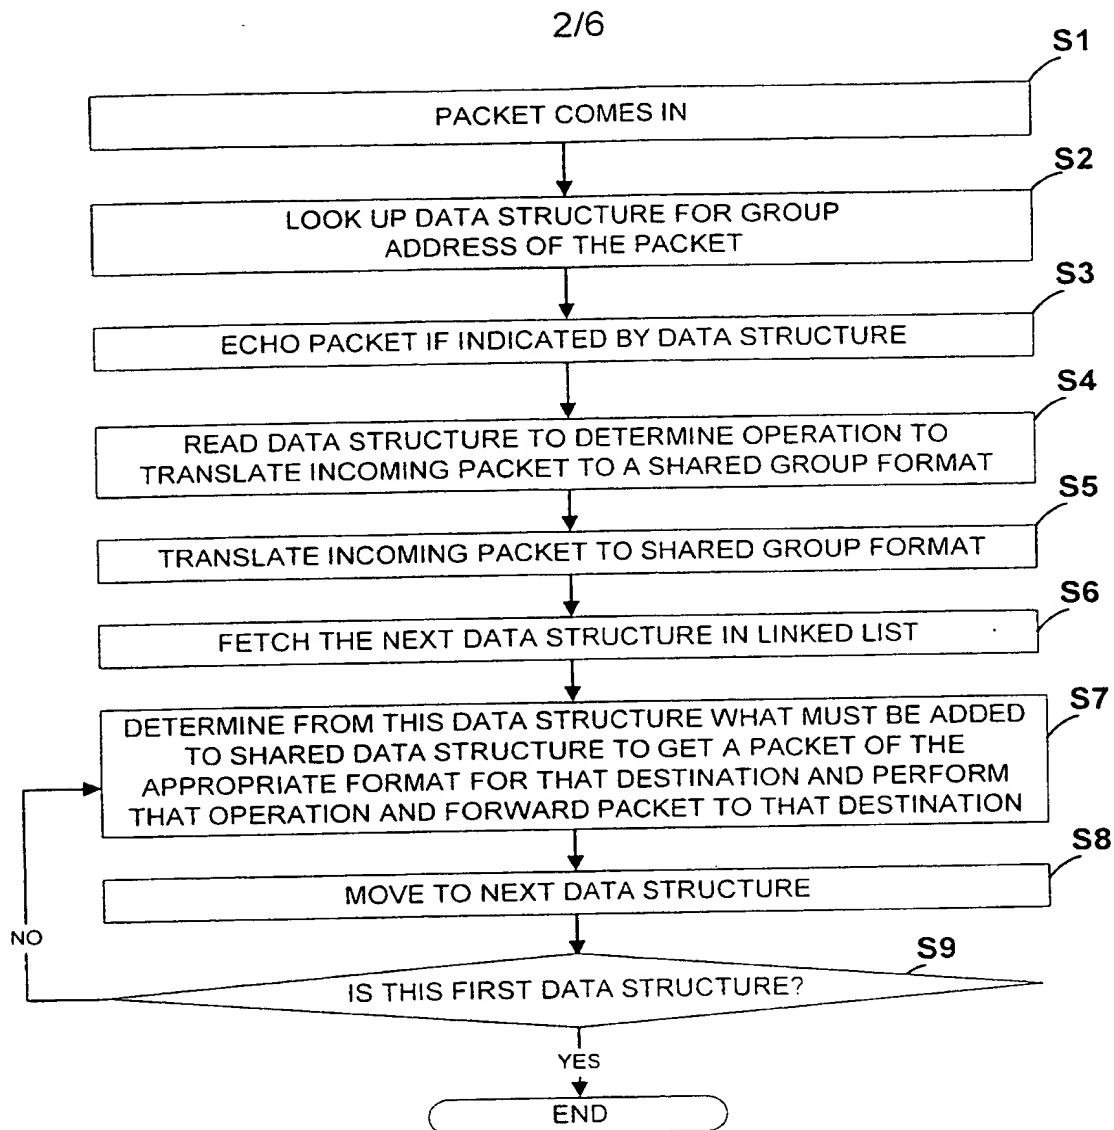 2/6
S1
PACKET COMES IN
S2
LOOK UP DATA STRUCTURE FOR GROUP
ADDRESS OF THE PACKET
S3
ECHO PACKET IF INDICATED BY DATA STRUCTURE
S4
READ DATA STRUCTURE TO DETERMINE OPERATION TO
TRANSLATE INCOMING PACKET TO A SHARED GROUP FORMAT
S5
TRANSLATE INCOMING PACKET TO SHARED GROUP FORMAT
S6
FETCH THE NEXT DATA STRUCTURE IN LINKED LIST
S7
DETERMINE FROM THIS DATA STRUCTURE WHAT MUST BE ADDED
TO SHARED DATA STRUCTURE TO GET A PACKET OF THE
APPROPRIATE FORMAT FOR THAT DESTINATION AND PERFORM
THAT OPERATION AND FORWARD PACKET TO THAT DESTINATION
S8
MOVE TO NEXT DATA STRUCTURE
NO
S9
IS THIS FIRST DATA STRUCTURE?
YES
END